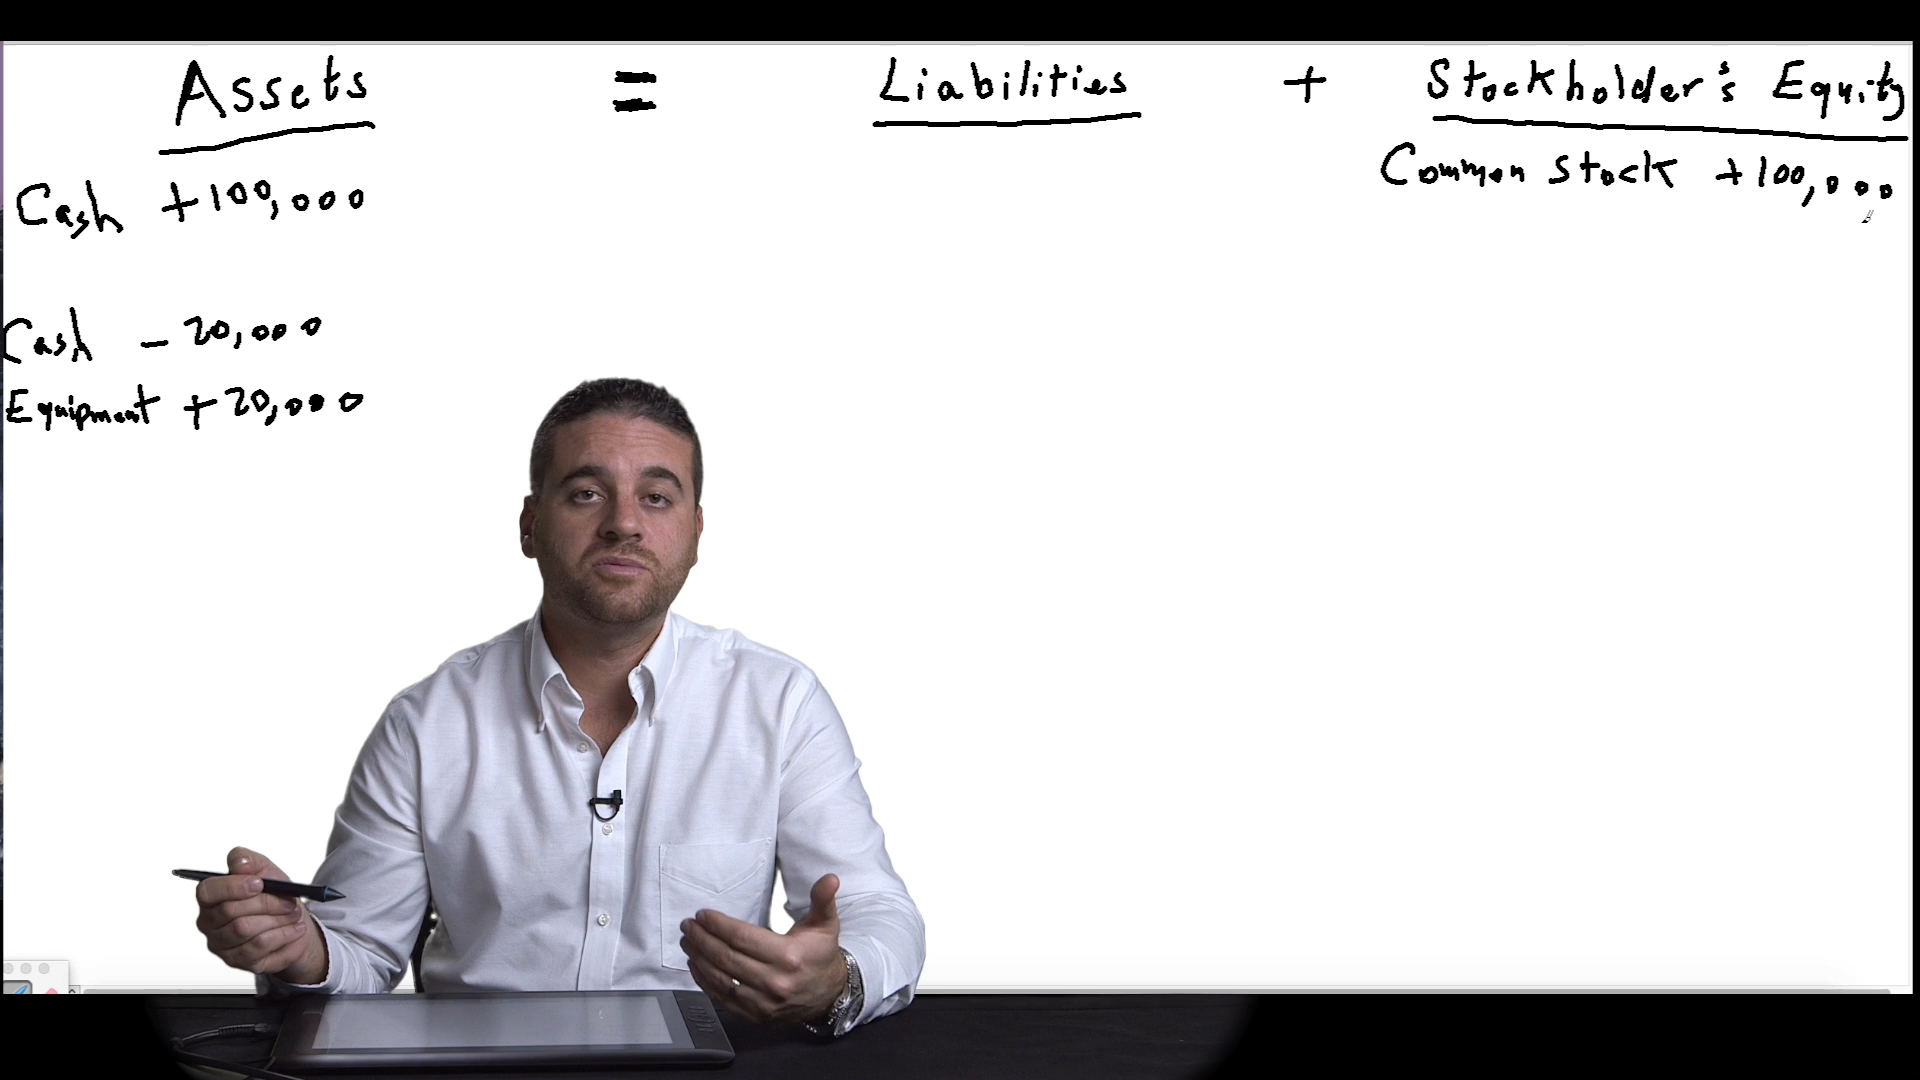 Assets = Liabilities + Stockholder's Equity
Cash +100,000 Common Stock +100,000
Cash - 20,000
Equipment + 20,000